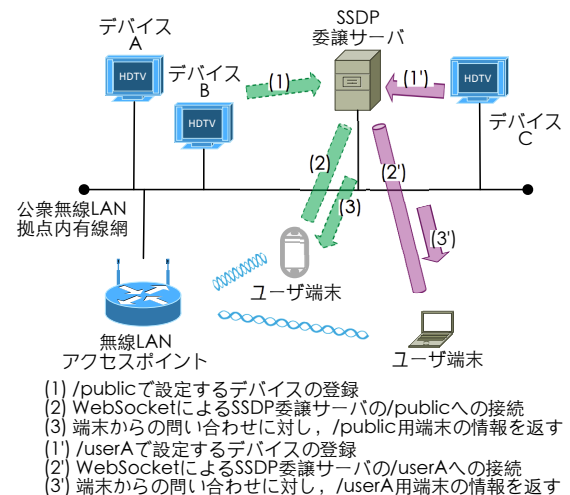 デバイス
A
SSDP
委譲サーバ
HDTV
デバイス
B
(1)
(1')
HDTV
HDTV
デバイス
C
(2)
(2')
(3)
(3')
公衆無線LAN
拠点内有線網
ユーザ端末
無線LAN
アクセスポイント
ユーザ端末
(1) /publicで設定するデバイスの登録
(2) WebSocketによるSSDP委譲サーバの/publicへの接続
(3) 端末からの問い合わせに対し，/public用端末の情報を返す
(1') /userAで設定するデバイスの登録
(2') WebSocketによるSSDP委譲サーバの/userAへの接続
(3') 端末からの問い合わせに対し，/userA用端末の情報を返す